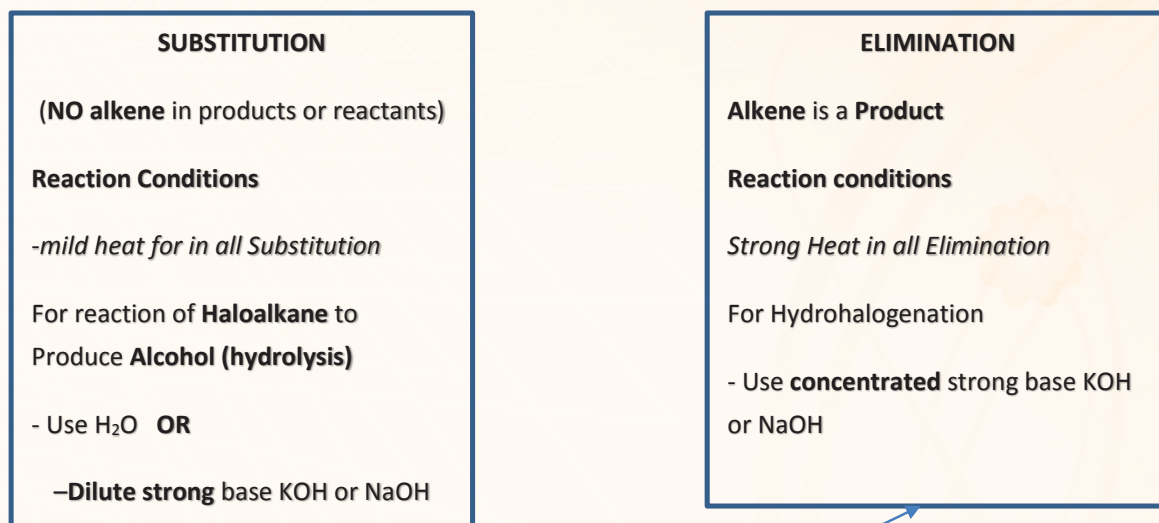 SUBSTITUTION
(NO alkene in products or reactants)
Reaction Conditions
-mild heat for in all Substitution
For reaction of Haloalkane to
Produce Alcohol (hydrolysis)
- Use H₂O OR
–Dilute strong base KOH or NaOH
ELIMINATION
Alkene is a Product
Reaction conditions
Strong Heat in all Elimination
For Hydrohalogenation
- Use concentrated strong base KOH
or NaOH